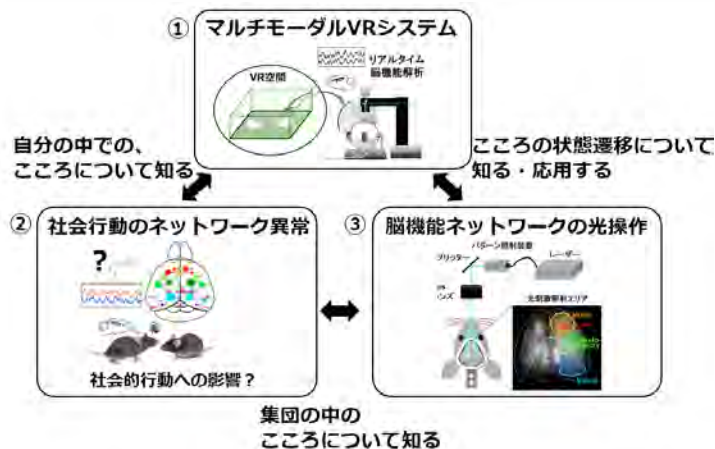 ① マルチモーダルVRシステム
VR空間
リアルタイム
脳機能解析
自分の中での、
こころについて知る
こころの状態遷移について
知る・応用する
② 社会行動のネットワーク異常
?
社会的行動への影響?
③ 脳機能ネットワークの光操作
パターン照射装置
レーザー
光刺激照射エリア
集団の中の
こころについて知る